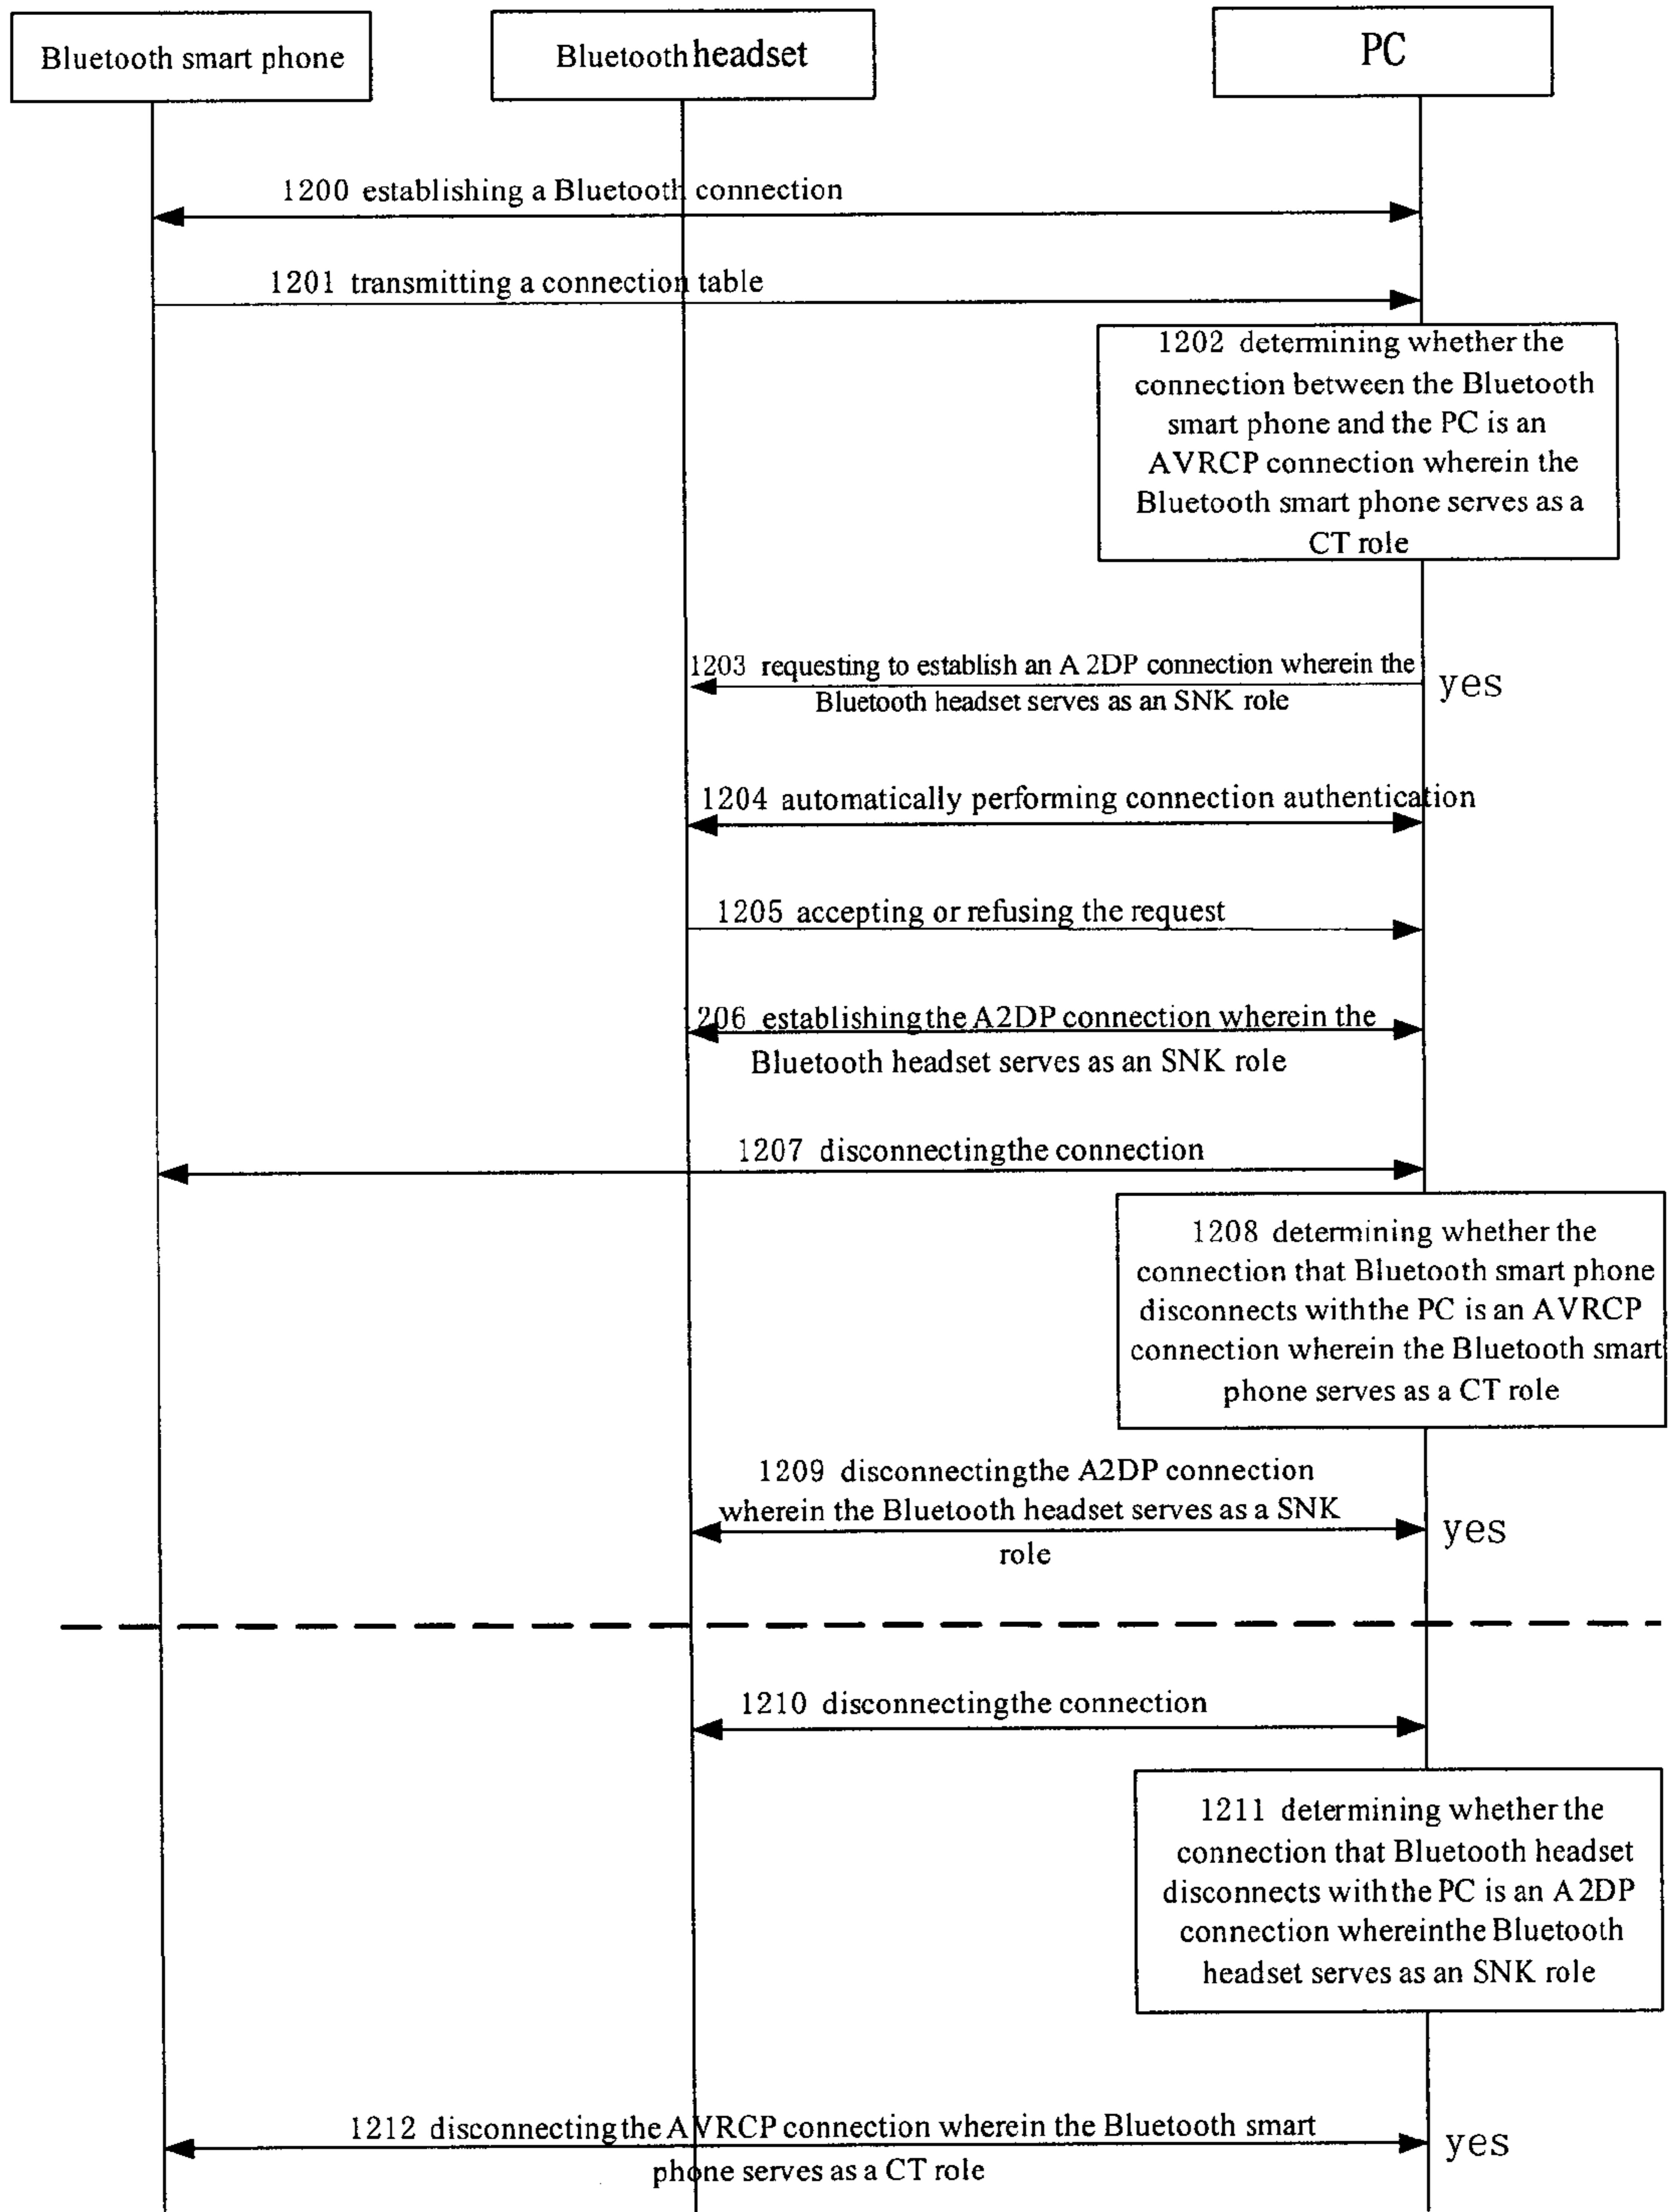 Bluetooth smart phone
Bluetooth headset
PC
1200 establishing a Bluetooth connection
1201 transmitting a connection table
1202 determining whether the
connection between the Bluetooth
smart phone and the PC is an
AVRCP connection wherein the
Bluetooth smart phone serves as a
CT role
1203 requesting to establish an A 2DP connection wherein the
Bluetooth headset serves as an SNK role
yes
1204 automatically performing connection authentication
1205 accepting or refusing the request
1206 establishing the A2DP connection wherein the
Bluetooth headset serves as an SNK role
1207 disconnecting the connection
1208 determining whether the
connection that Bluetooth smart phone
disconnects with the PC is an AVRCP
connection wherein the Bluetooth smart
phone serves as a CT role
1209 disconnecting the A2DP connection
wherein the Bluetooth headset serves as a SNK
role
yes
1210 disconnecting the connection
1211 determining whether the
connection that Bluetooth headset
disconnects with the PC is an A 2DP
connection wherein the Bluetooth
headset serves as an SNK role
1212 disconnecting the AVRCP connection wherein the Bluetooth smart
phone serves as a CT role
yes